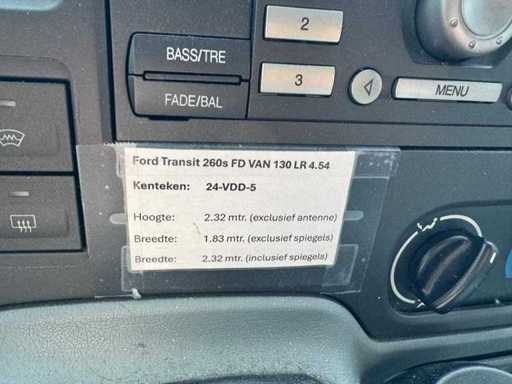 2
BASS/TRE
3
MENU
FADE/BAL
Ford Transit 260s FD VAN 130 LR 4.54
Kenteken: 24-VDD-5
Hoogte: 2.32 mtr. (exclusief antenne)
Breedte: 1.83 mtr. (exclusief spiegels)
Breedte: 2.32 mtr. (inclusief spiegels)